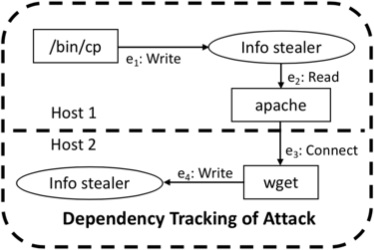 /bin/cp
Info stealer
e₁: Write
e₂: Read
apache
Host 1
Host 2
e₃: Connect
e₄: Write
Info stealer
wget
Dependency Tracking of Attack